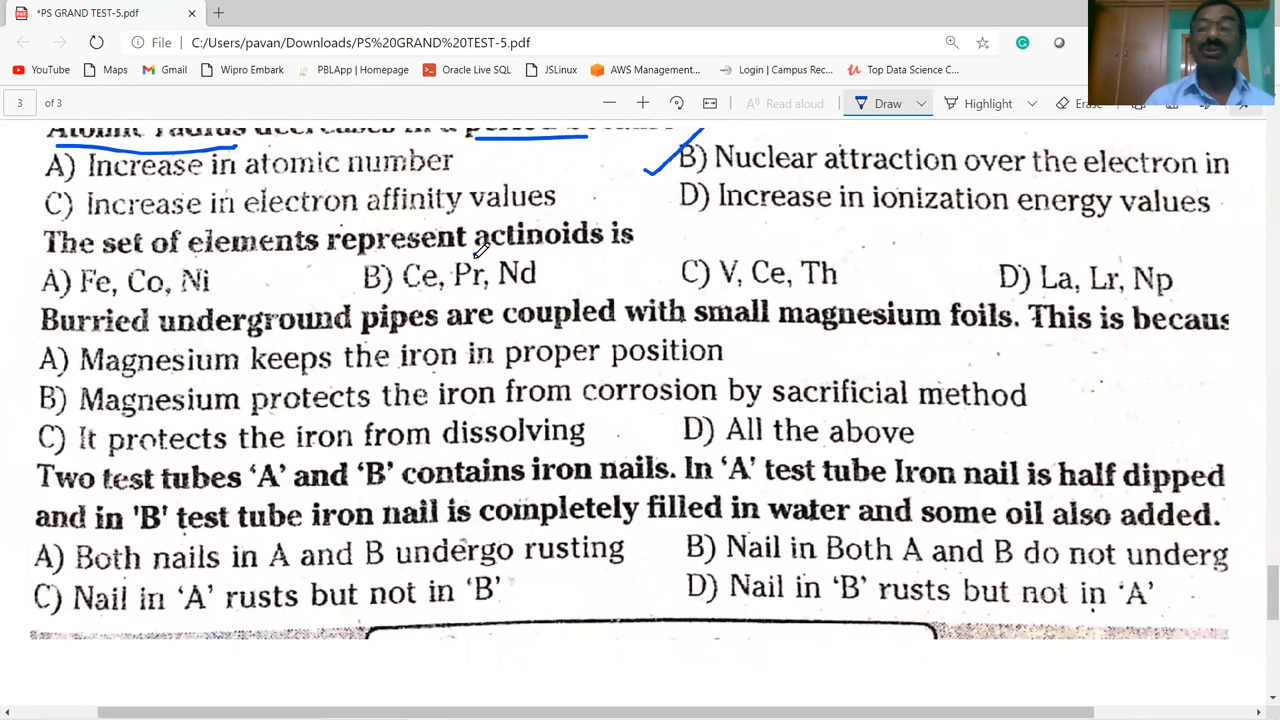 *PS GRAND TEST-5.pdf
File C:/Users/pavan/Downloads/PS%20GRAND%20TEST-5.pdf
YouTube Maps Gmail Wipro Embark PBLApp | Homepage Oracle Live SQL JSLinux AWS Management... Login | Campus Rec... Top Data Science C...
3 of 3 Read aloud Draw Highlight Erase
Atomic radius decreases in a period
A) Increase in atomic number B) Nuclear attraction over the electron in
C) Increase in electron affinity values D) Increase in ionization energy values
The set of elements represent actinoids is
A) Fe, Co, Ni B) Ce, Pr, Nd C) V, Ce, Th D) La, Lr, Np
Burried underground pipes are coupled with small magnesium foils. This is becaus
A) Magnesium keeps the iron in proper position
B) Magnesium protects the iron from corrosion by sacrificial method
C) It protects the iron from dissolving D) All the above
Two test tubes ‘A’ and ‘B’ contains iron nails. In ‘A’ test tube Iron nail is half dipped
and in 'B' test tube iron nail is completely filled in water and some oil also added.
A) Both nails in A and B undergo rusting B) Nail in Both A and B do not underg
C) Nail in ‘A’ rusts but not in ‘B’ D) Nail in ‘B’ rusts but not in ‘A’